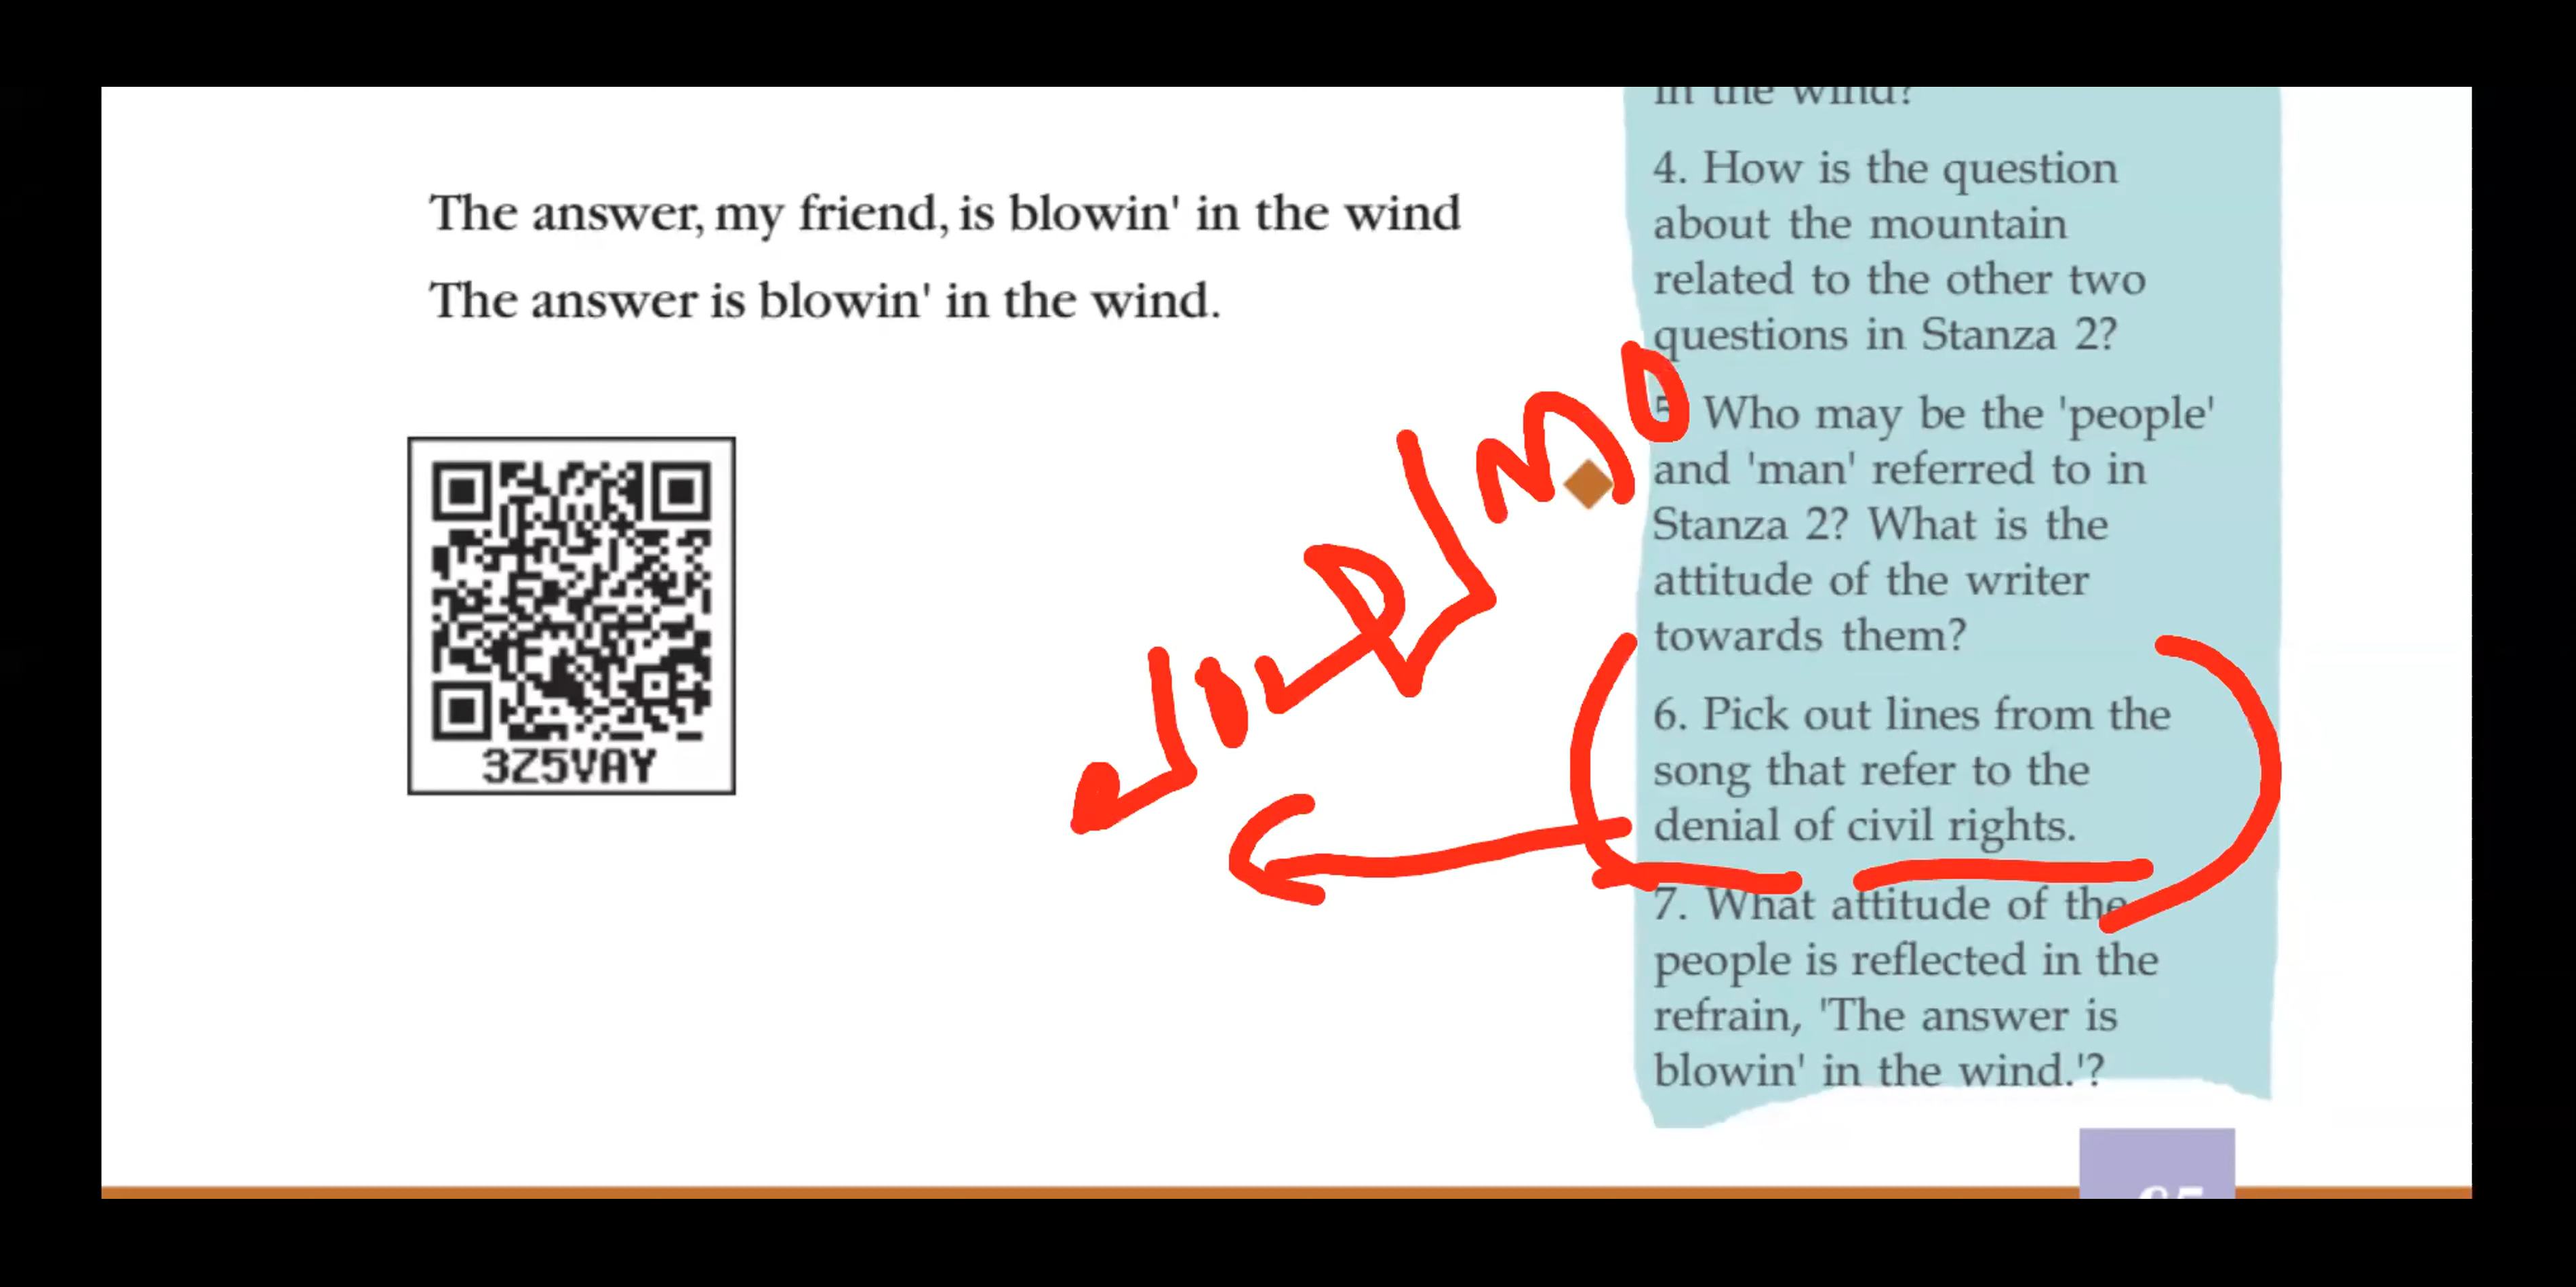 The answer, my friend, is blowin' in the wind
The answer is blowin' in the wind.
3Z5VAY
in the wind?
4. How is the question
about the mountain
related to the other two
questions in Stanza 2?
5. Who may be the 'people'
and 'man' referred to in
Stanza 2? What is the
attitude of the writer
towards them?
6. Pick out lines from the
song that refer to the
denial of civil rights.
7. What attitude of the
people is reflected in the
refrain, 'The answer is
blowin' in the wind.'?